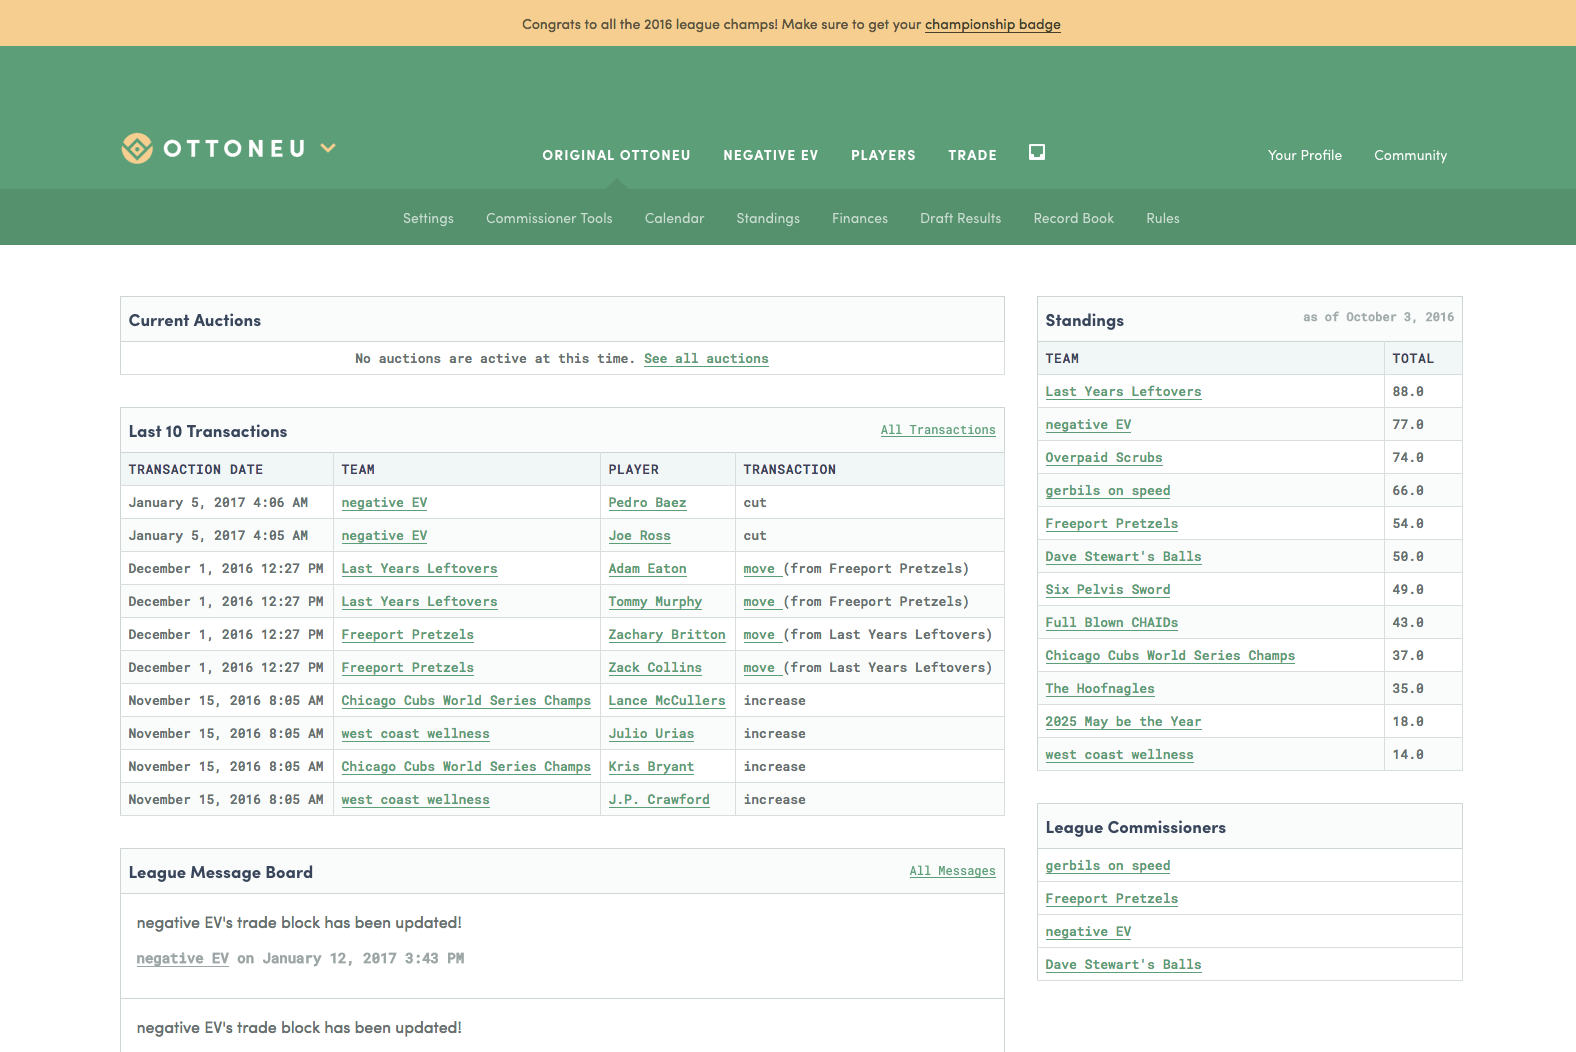 Congrats to all the 2016 league champs! Make sure to get your championship badge
OTTONEU
ORIGINAL OTTONEU NEGATIVE EV PLAYERS TRADE
Your Profile Community
Settings Commissioner Tools Calendar Standings Finances Draft Results Record Book Rules
Current Auctions
No auctions are active at this time. See all auctions
Last 10 Transactions All Transactions
TRANSACTION DATE TEAM PLAYER TRANSACTION
January 5, 2017 4:06 AM negative EV Pedro Baez cut
January 5, 2017 4:05 AM negative EV Joe Ross cut
December 1, 2016 12:27 PM Last Years Leftovers Adam Eaton move (from Freeport Pretzels)
December 1, 2016 12:27 PM Last Years Leftovers Tommy Murphy move (from Freeport Pretzels)
December 1, 2016 12:27 PM Freeport Pretzels Zachary Britton move (from Last Years Leftovers)
December 1, 2016 12:27 PM Freeport Pretzels Zack Collins move (from Last Years Leftovers)
November 15, 2016 8:05 AM Chicago Cubs World Series Champs Lance McCullers increase
November 15, 2016 8:05 AM west coast wellness Julio Urias increase
November 15, 2016 8:05 AM Chicago Cubs World Series Champs Kris Bryant increase
November 15, 2016 8:05 AM west coast wellness J.P. Crawford increase
League Message Board All Messages
negative EV's trade block has been updated!
negative EV on January 12, 2017 3:43 PM
negative EV's trade block has been updated!
Standings as of October 3, 2016
TEAM TOTAL
Last Years Leftovers 88.0
negative EV 77.0
Overpaid Scrubs 74.0
gerbils on speed 66.0
Freeport Pretzels 54.0
Dave Stewart's Balls 50.0
Six Pelvis Sword 49.0
Full Blown CHAIDs 43.0
Chicago Cubs World Series Champs 37.0
The Hoofnagles 35.0
2025 May be the Year 18.0
west coast wellness 14.0
League Commissioners
gerbils on speed
Freeport Pretzels
negative EV
Dave Stewart's Balls